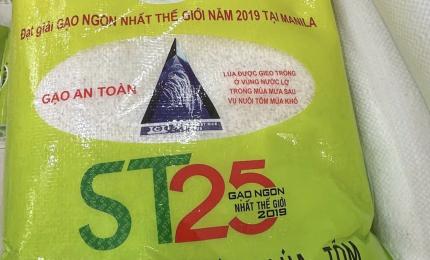 Đạt giải GẠO NGON NHẤT THẾ GIỚI NĂM 2019 TẠI MANILA
GẠO AN TOÀN
LÚA ĐƯỢC GIEO TRỒNG
Ở VÙNG NƯỚC LỢ
TRONG MÙA MƯA SAU
VỤ NUÔI TÔM MÙA KHÔ
ST25
GẠO NGON
NHẤT THẾ GIỚI
2019
TÔM